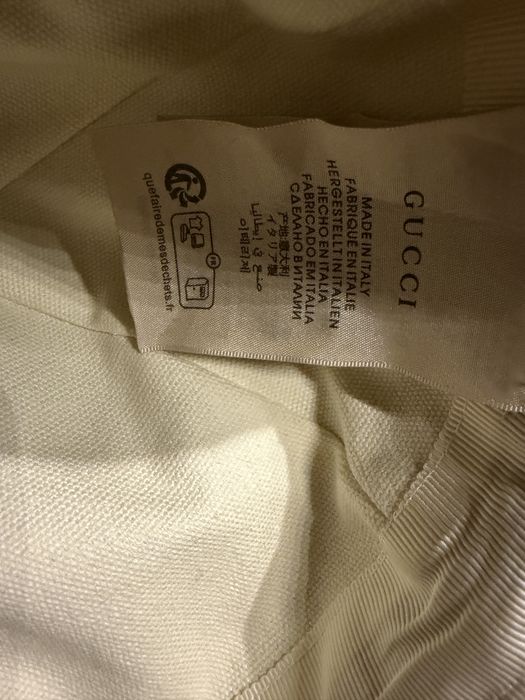 GUCCI
MADE IN ITALY
FABRIQUÉ EN ITALIE
HERGESTELLT IN ITALIEN
HECHO EN ITALIA
FABRICADO EM ITALIA
СДЕЛАНО В ИТАЛИИ
产地意大利
イタリア製
صنع في إيطاليا
이태리제
FR
quefairedemesdechets.fr